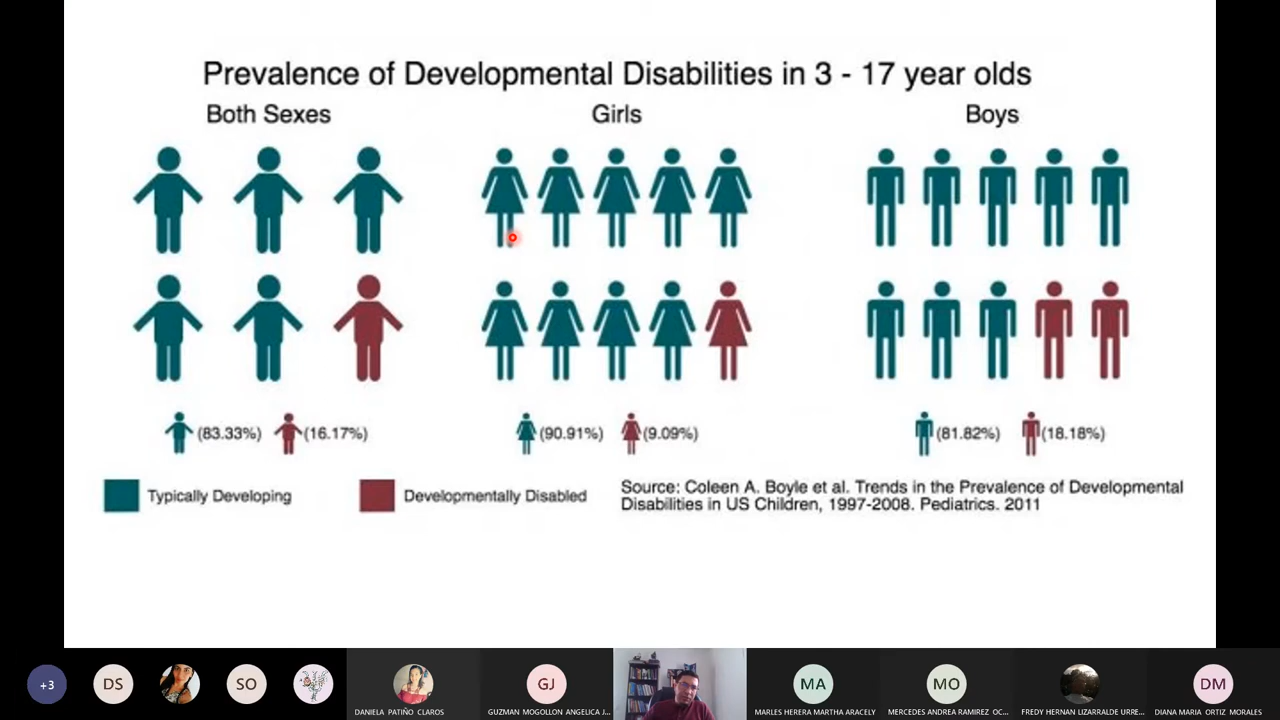 Prevalence of Developmental Disabilities in 3 - 17 year olds
Both Sexes
Girls
Boys
(83.33%)
(16.17%)
(90.91%)
(9.09%)
(81.82%)
(18.18%)
Typically Developing
Developmentally Disabled
Source: Coleen A. Boyle et al. Trends in the Prevalence of Developmental
Disabilities in US Children, 1997-2008. Pediatrics. 2011
+3
DS
SO
GJ
MA
MO
DM
DANIELA PATIÑO CLAROS
GUZMAN MOGOLLON ANGELICA J...
MARLES HERERA MARTHA ARACELY
MERCEDES ANDREA RAMIREZ OC...
FREDY HERNAN LIZARRALDE URRE...
DIANA MARIA ORTIZ MORALES